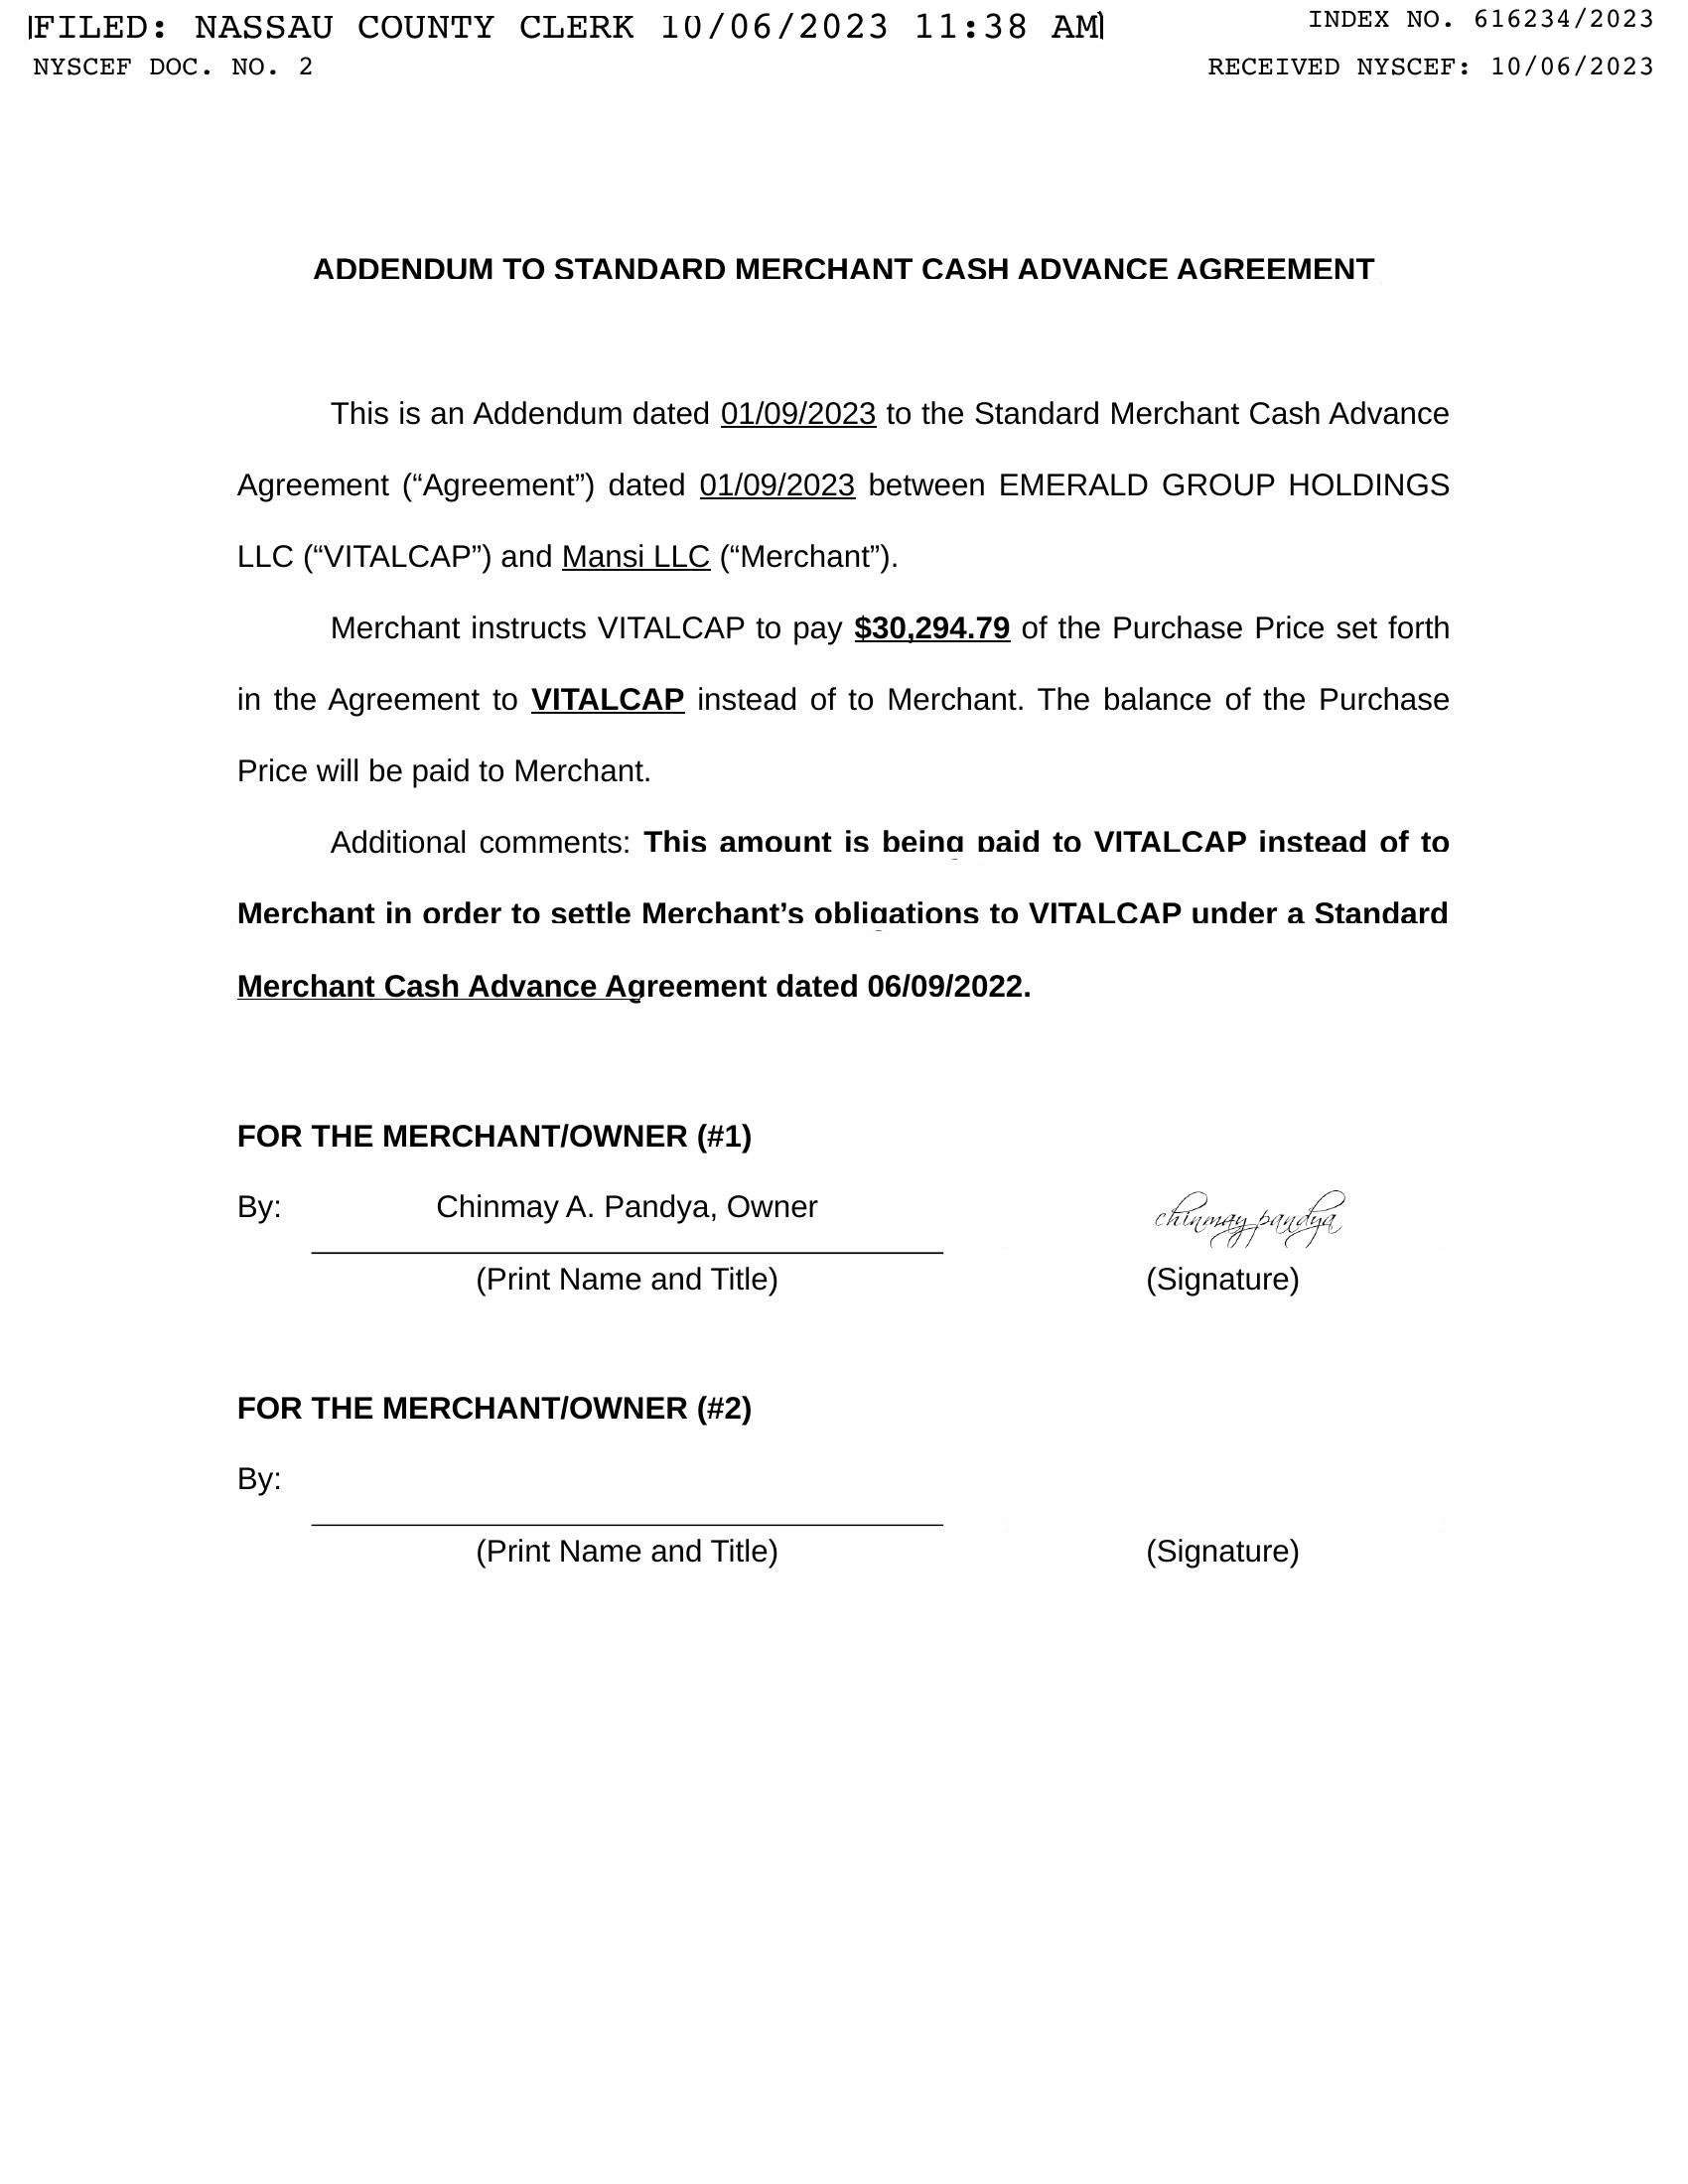 FILED: NASSAU COUNTY CLERK 10/06/2023 11:38 AM
INDEX NO. 616234/2023
NYSCEF DOC. NO. 2
RECEIVED NYSCEF: 10/06/2023
ADDENDUM TO STANDARD MERCHANT CASH ADVANCE AGREEMENT
This is an Addendum dated 01/09/2023 to the Standard Merchant Cash Advance
Agreement (“Agreement”) dated 01/09/2023 between EMERALD GROUP HOLDINGS
LLC (“VITALCAP”) and Mansi LLC (“Merchant”).
Merchant instructs VITALCAP to pay $30,294.79 of the Purchase Price set forth
in the Agreement to VITALCAP instead of to Merchant. The balance of the Purchase
Price will be paid to Merchant.
Additional comments: This amount is being paid to VITALCAP instead of to
Merchant in order to settle Merchant’s obligations to VITALCAP under a Standard
Merchant Cash Advance Agreement dated 06/09/2022.
FOR THE MERCHANT/OWNER (#1)
By: Chinmay A. Pandya, Owner chinmay pandya
(Print Name and Title) (Signature)
FOR THE MERCHANT/OWNER (#2)
By:
(Print Name and Title) (Signature)